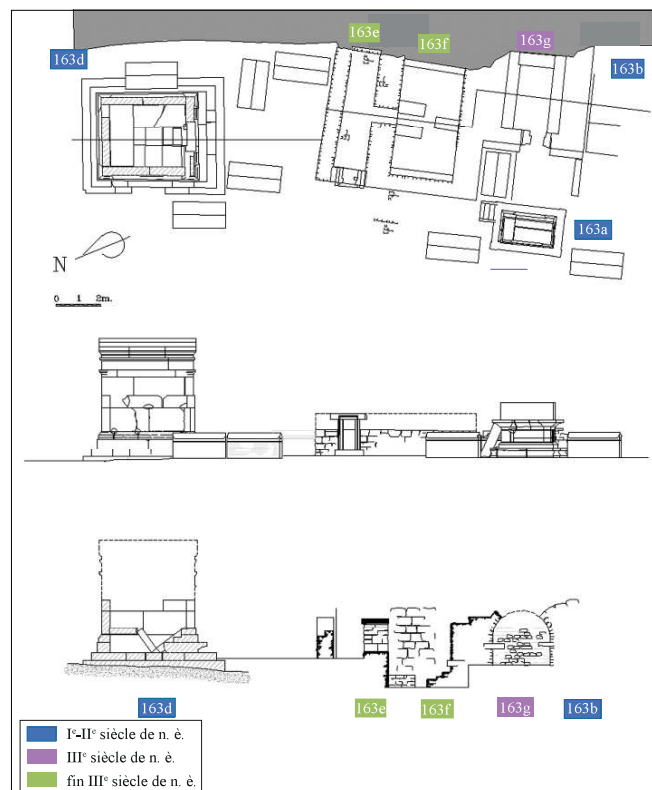 163e
163f
163g
163d
163b
163a
N
0 1 2m.
163d
163e
163f
163g
163b
Iᵉ-IIᵉ siècle de n. è.
IIIᵉ siècle de n. è.
fin IIIᵉ siècle de n. è.